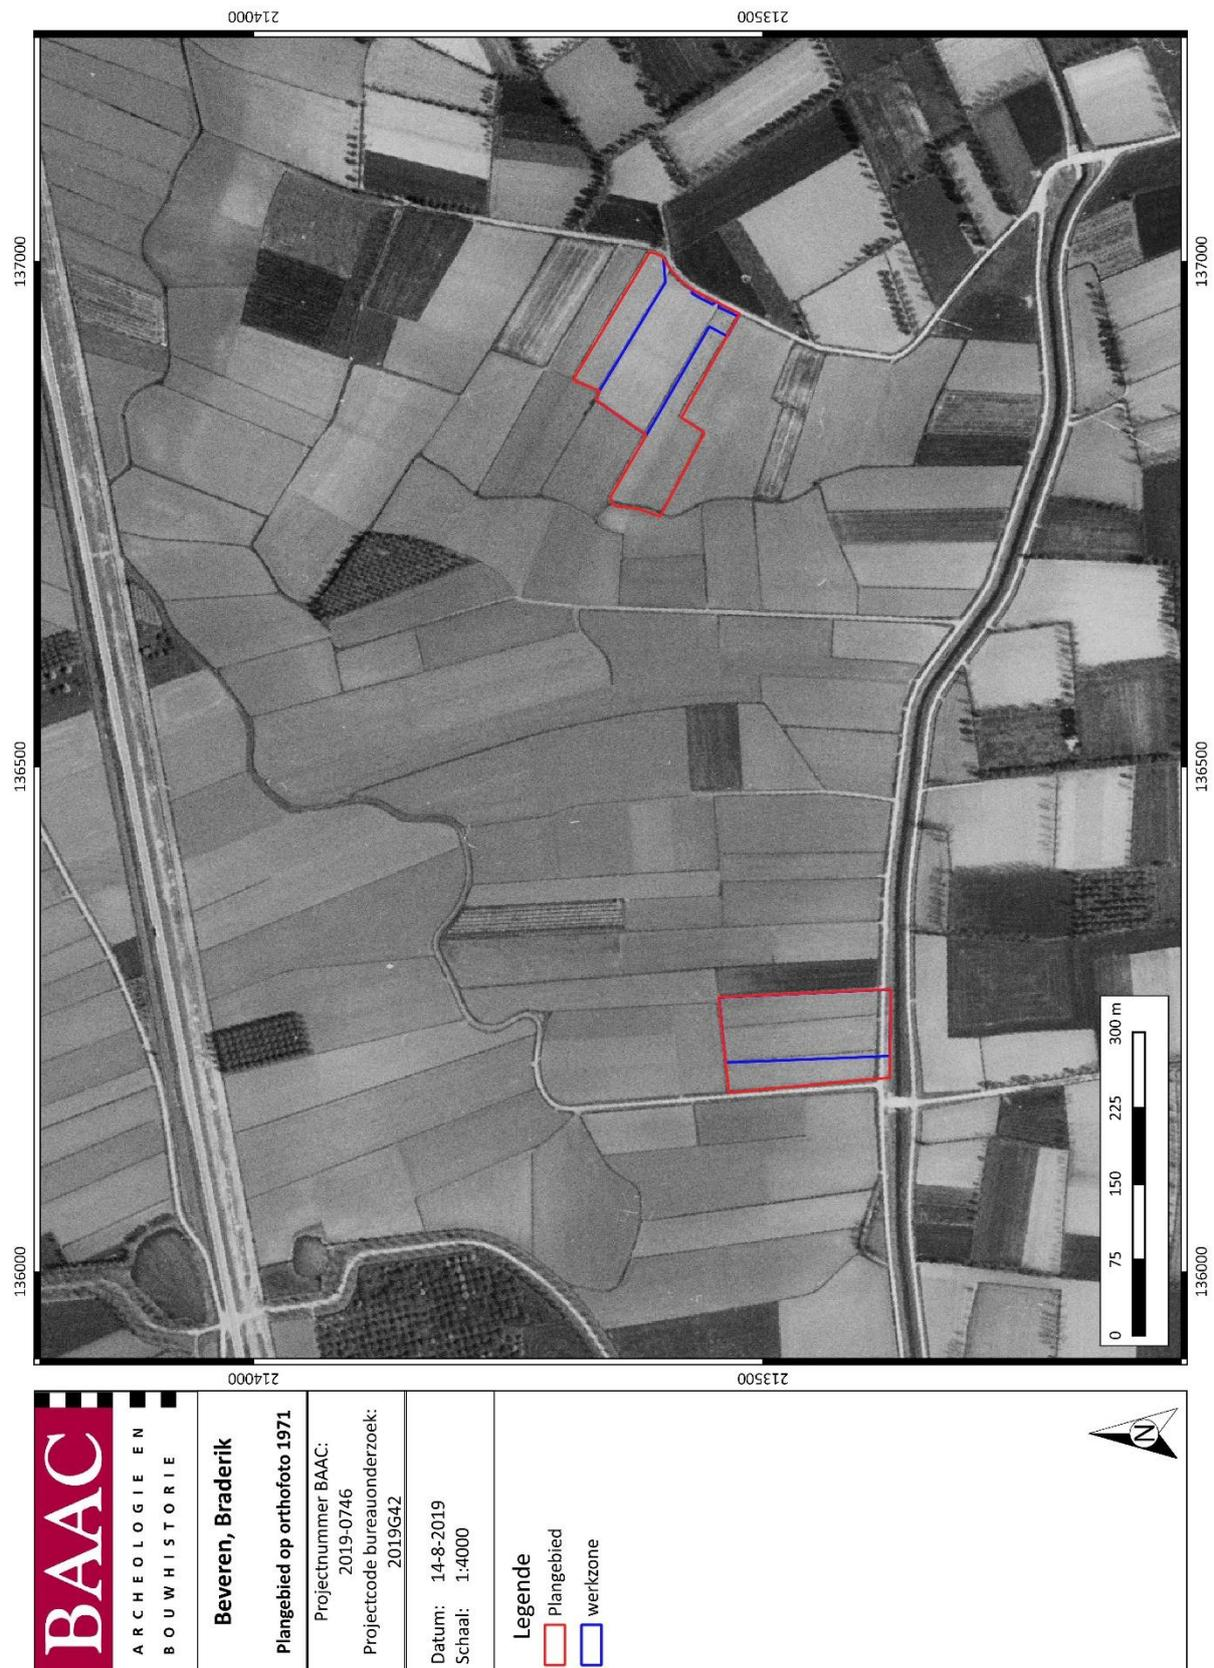 BAAC
ARCHEOLOGIE EN
BOUWHISTORIE
Beveren, Braderik
Plangebied op orthofoto 1971
Projectnummer BAAC:
2019-0746
Projectcode bureauonderzoek:
2019G42
Datum: 14-8-2019
Schaal: 1:4000
Legende
Plangebied
werkzone
N
136000
136500
137000
214000
213500
214000
213500
136000
136500
137000
0 75 150 225 300 m